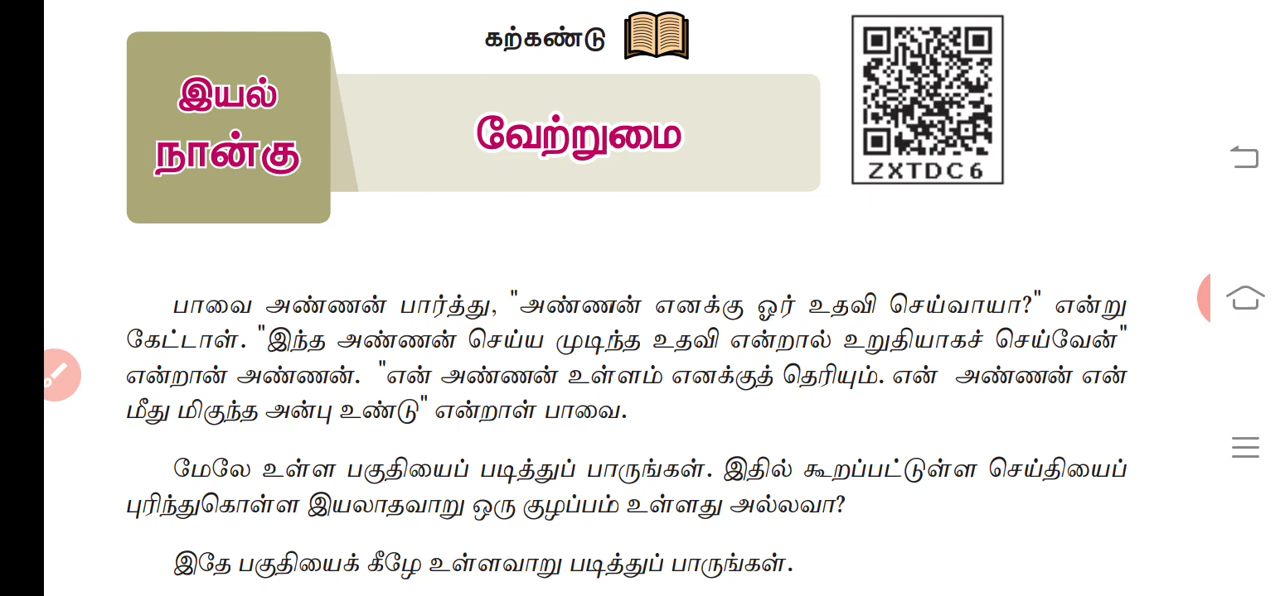 கற்கண்டு
இயல்
நான்கு
வேற்றுமை
ZXTDC6
பாவை அண்ணன் பார்த்து, "அண்ணன் எனக்கு ஓர் உதவி செய்வாயா?" என்று
கேட்டாள். "இந்த அண்ணன் செய்ய முடிந்த உதவி என்றால் உறுதியாகச் செய்வேன்"
என்றான் அண்ணன். "என் அண்ணன் உள்ளம் எனக்குத் தெரியும். என் அண்ணன் என்
மீது மிகுந்த அன்பு உண்டு" என்றாள் பாவை.
மேலே உள்ள பகுதியைப் படித்துப் பாருங்கள். இதில் கூறப்பட்டுள்ள செய்தியைப்
புரிந்துகொள்ள இயலாதவாறு ஒரு குழப்பம் உள்ளது அல்லவா?
இதே பகுதியைக் கீழே உள்ளவாறு படித்துப் பாருங்கள்.